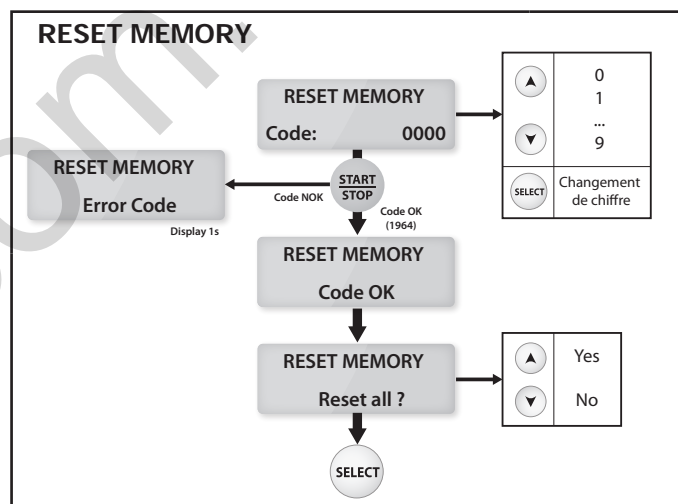 RESET MEMORY
RESET MEMORY
Code: 0000
0
1
...
9
SELECT
Changement
de chiffre
START
STOP
Code NOK
RESET MEMORY
Error Code
Display 1s
Code OK
(1964)
RESET MEMORY
Code OK
RESET MEMORY
Reset all ?
Yes
No
SELECT
om.